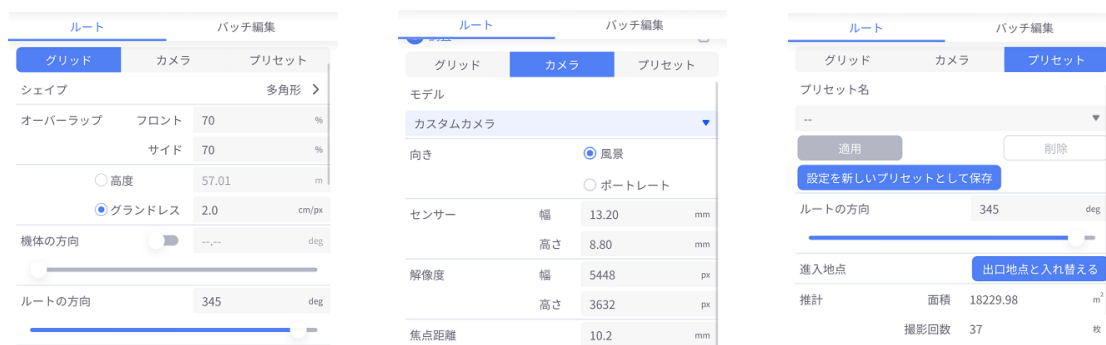 ルート バッチ編集
グリッド カメラ プリセット
シェイプ 多角形
オーバーラップ フロント 70 %
サイド 70 %
高度 57.01 m
グランドレス 2.0 cm/px
機体の方向 --.-- deg
ルートの方向 345 deg
ルート バッチ編集
グリッド カメラ プリセット
モデル
カスタムカメラ
向き 風景
ポートレート
センサー 幅 13.20 mm
高さ 8.80 mm
解像度 幅 5448 px
高さ 3632 px
焦点距離 10.2 mm
ルート バッチ編集
グリッド カメラ プリセット
プリセット名
--
適用 削除
設定を新しいプリセットとして保存
ルートの方向 345 deg
進入地点 出口地点と入れ替える
推計 面積 18229.98 m²
撮影回数 37 枚